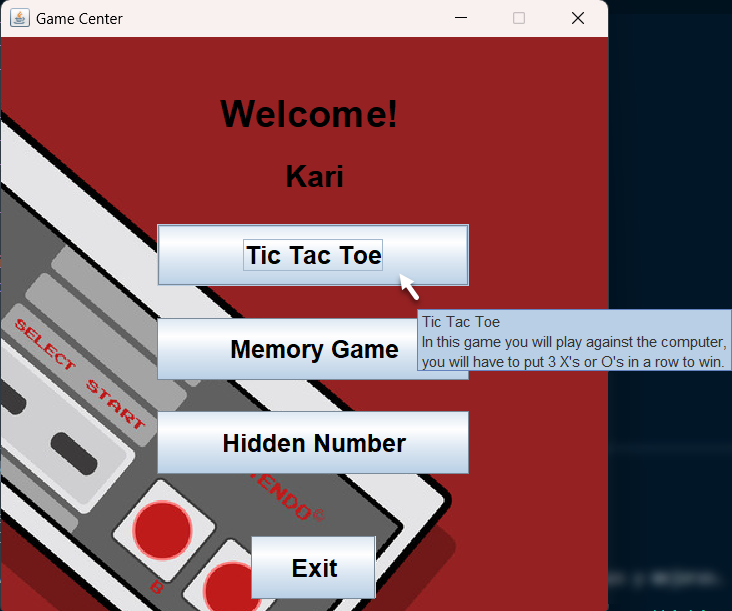 Game Center
Welcome!
Kari
Tic Tac Toe
Tic Tac Toe
In this game you will play against the computer,
you will have to put 3 X's or O's in a row to win.
Memory Game
SELECT START
Hidden Number
TENDO©
Exit
B